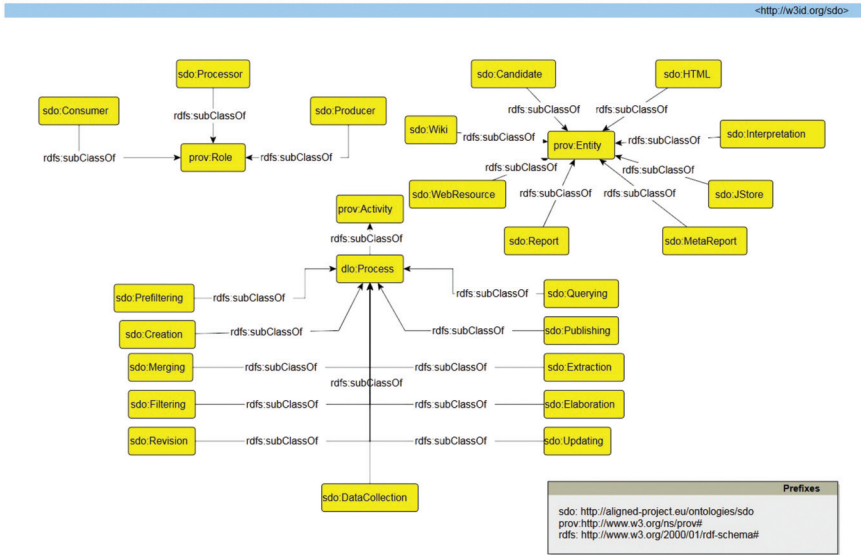 <http://w3id.org/sdo>
sdo:Processor
sdo:Candidate
sdo:HTML
sdo:Consumer
rdfs:subClassOf
sdo:Producer
rdfs:subClassOf
rdfs:subClassOf
sdo:Wiki
rdfs:subClassOf
sdo:Interpretation
rdfs:subClassOf
prov:Entity
rdfs:subClassOf
rdfs:subClassOf
prov:Role
rdfs:subClassOf
rdfs:subClassOf
sdo:WebResource
rdfs:subClassOf
rdfs:subClassOf
sdo:JStore
prov:Activity
rdfs:subClassOf
sdo:Report
sdo:MetaReport
dlo:Process
sdo:Prefiltering
rdfs:subClassOf
rdfs:subClassOf
sdo:Querying
sdo:Creation
rdfs:subClassOf
rdfs:subClassOf
sdo:Publishing
sdo:Merging
rdfs:subClassOf
rdfs:subClassOf
sdo:Extraction
rdfs:subClassOf
sdo:Filtering
rdfs:subClassOf
rdfs:subClassOf
sdo:Elaboration
sdo:Revision
rdfs:subClassOf
rdfs:subClassOf
sdo:Updating
sdo:DataCollection
Prefixes
sdo: http://aligned-project.eu/ontologies/sdo
prov:http://www.w3.org/ns/prov#
rdfs: http://www.w3.org/2000/01/rdf-schema#